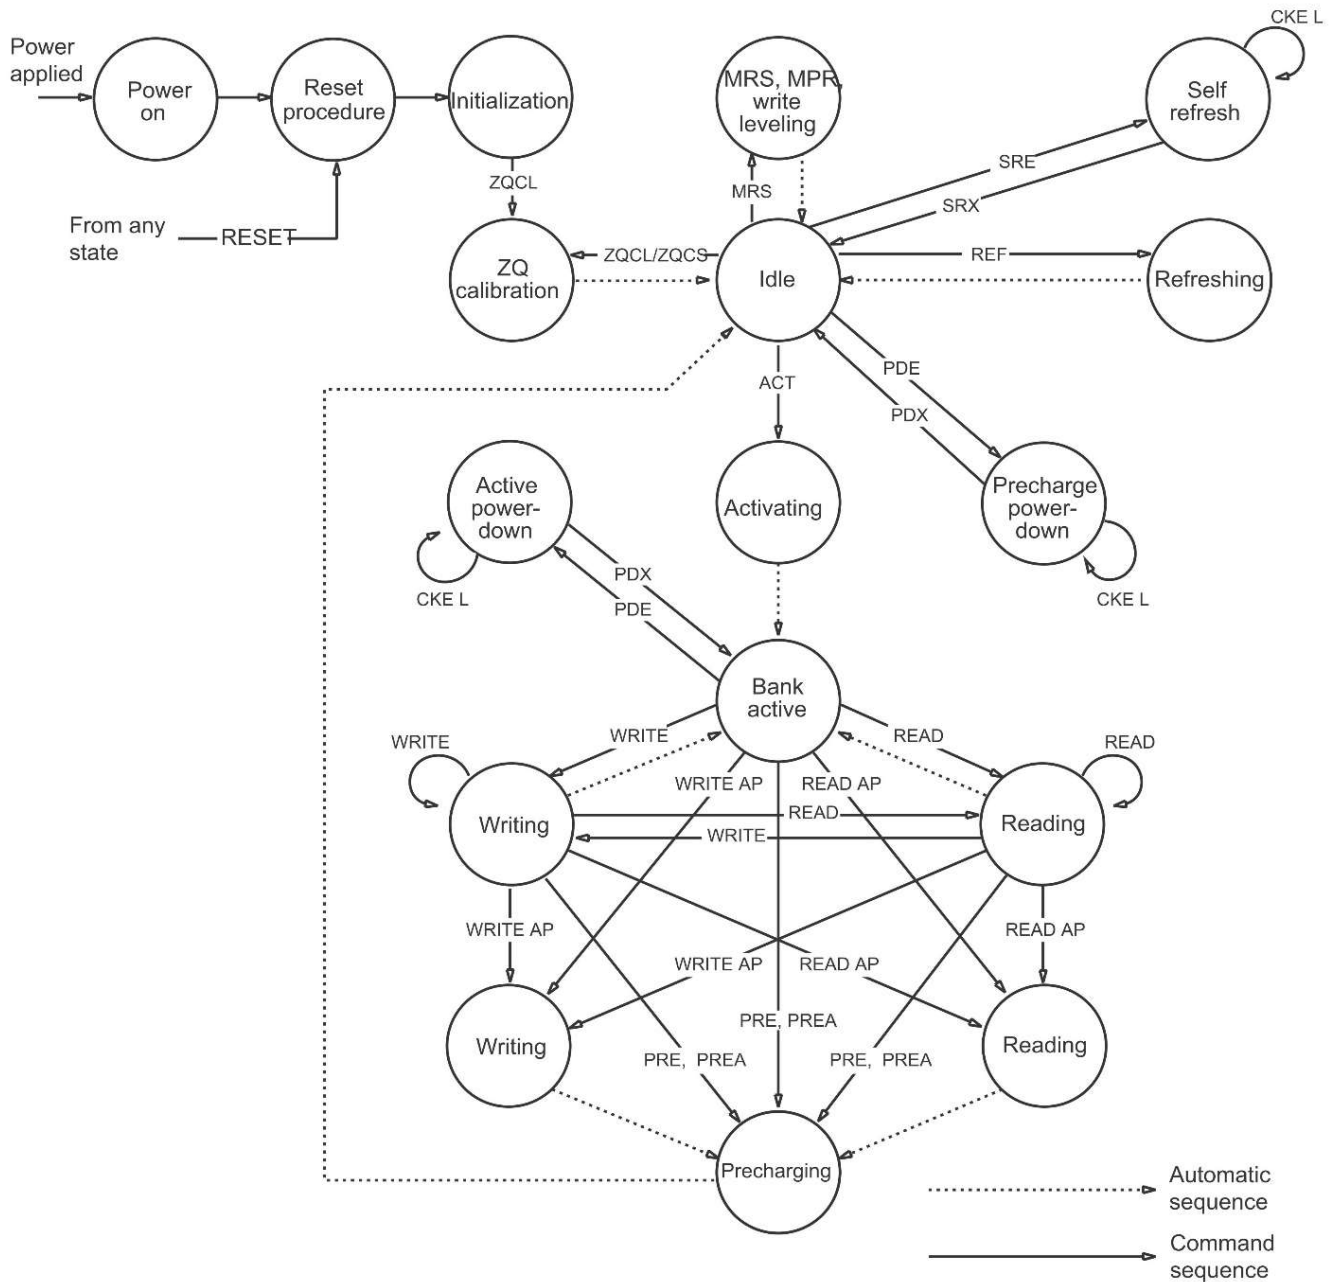 CKE L
Power
applied
Power
on
Reset
procedure
Initialization
MRS, MPR,
write
leveling
Self
refresh
ZQCL
MRS
SRE
SRX
From any
state
RESET
ZQCL/ZQCS
REF
ZQ
calibration
Idle
Refreshing
ACT
PDE
PDX
Active
power-
down
Activating
Precharge
power-
down
PDX
PDE
CKE L
CKE L
Bank
active
WRITE
WRITE
READ
READ
WRITE AP
READ AP
Writing
READ
WRITE
Reading
WRITE AP
READ AP
WRITE AP
READ AP
PRE, PREA
Writing
Reading
PRE, PREA
PRE, PREA
Precharging
Automatic
sequence
Command
sequence